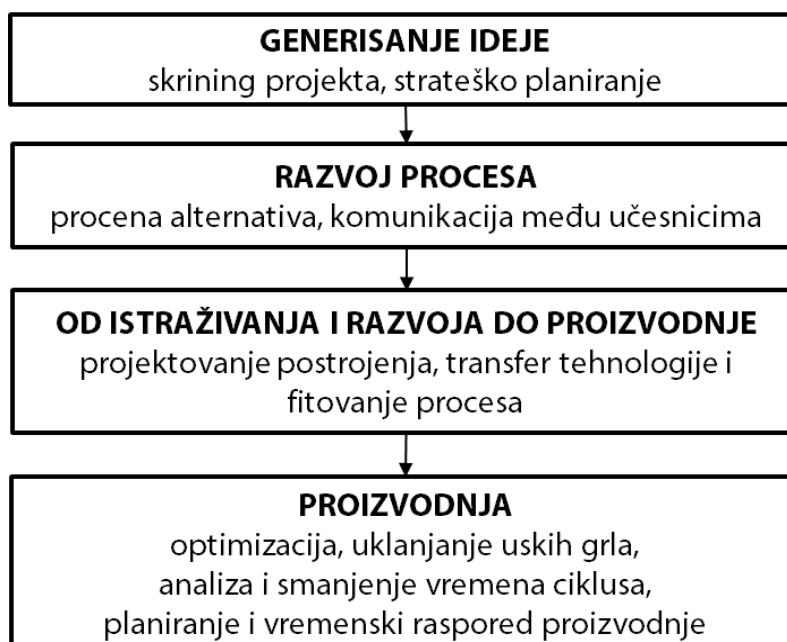 GENERISANJE IDEJE
skrining projekta, strateško planiranje
RAZVOJ PROCESA
procena alternativa, komunikacija među učesnicima
OD ISTRAŽIVANJA I RAZVOJA DO PROIZVODNJE
projektovanje postrojenja, transfer tehnologije i
fitovanje procesa
PROIZVODNJA
optimizacija, uklanjanje uskih grla,
analiza i smanjenje vremena ciklusa,
planiranje i vremenski raspored proizvodnje